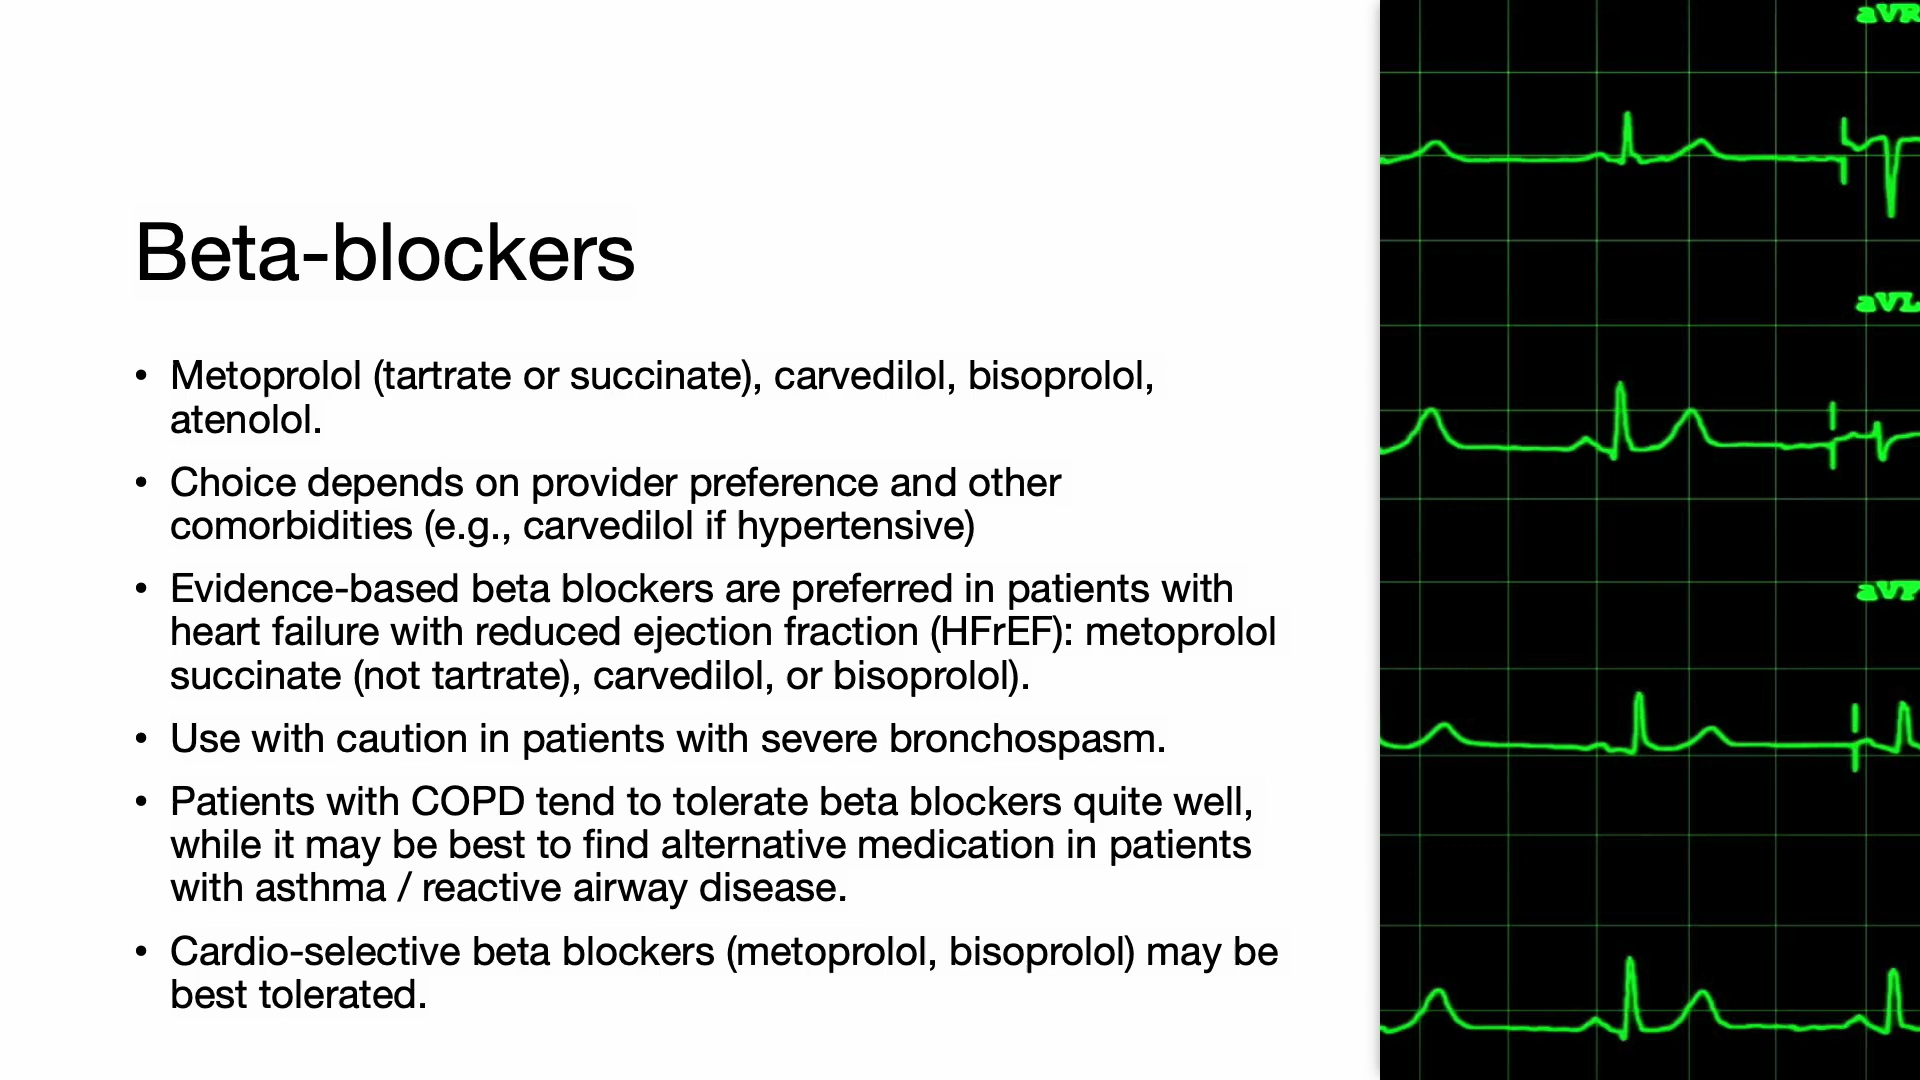 Beta-blockers
• Metoprolol (tartrate or succinate), carvedilol, bisoprolol,
atenolol.
• Choice depends on provider preference and other
comorbidities (e.g., carvedilol if hypertensive)
• Evidence-based beta blockers are preferred in patients with
heart failure with reduced ejection fraction (HFrEF): metoprolol
succinate (not tartrate), carvedilol, or bisoprolol).
• Use with caution in patients with severe bronchospasm.
• Patients with COPD tend to tolerate beta blockers quite well,
while it may be best to find alternative medication in patients
with asthma / reactive airway disease.
• Cardio-selective beta blockers (metoprolol, bisoprolol) may be
best tolerated.
aVR
aVL
aVF